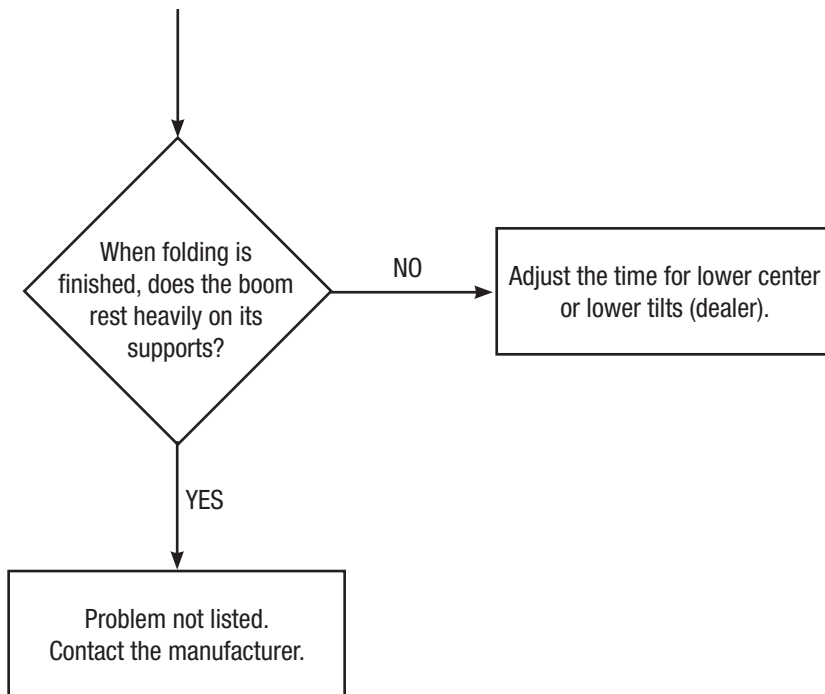 When folding is
finished, does the boom
rest heavily on its
supports?
NO
Adjust the time for lower center
or lower tilts (dealer).
YES
Problem not listed.
Contact the manufacturer.